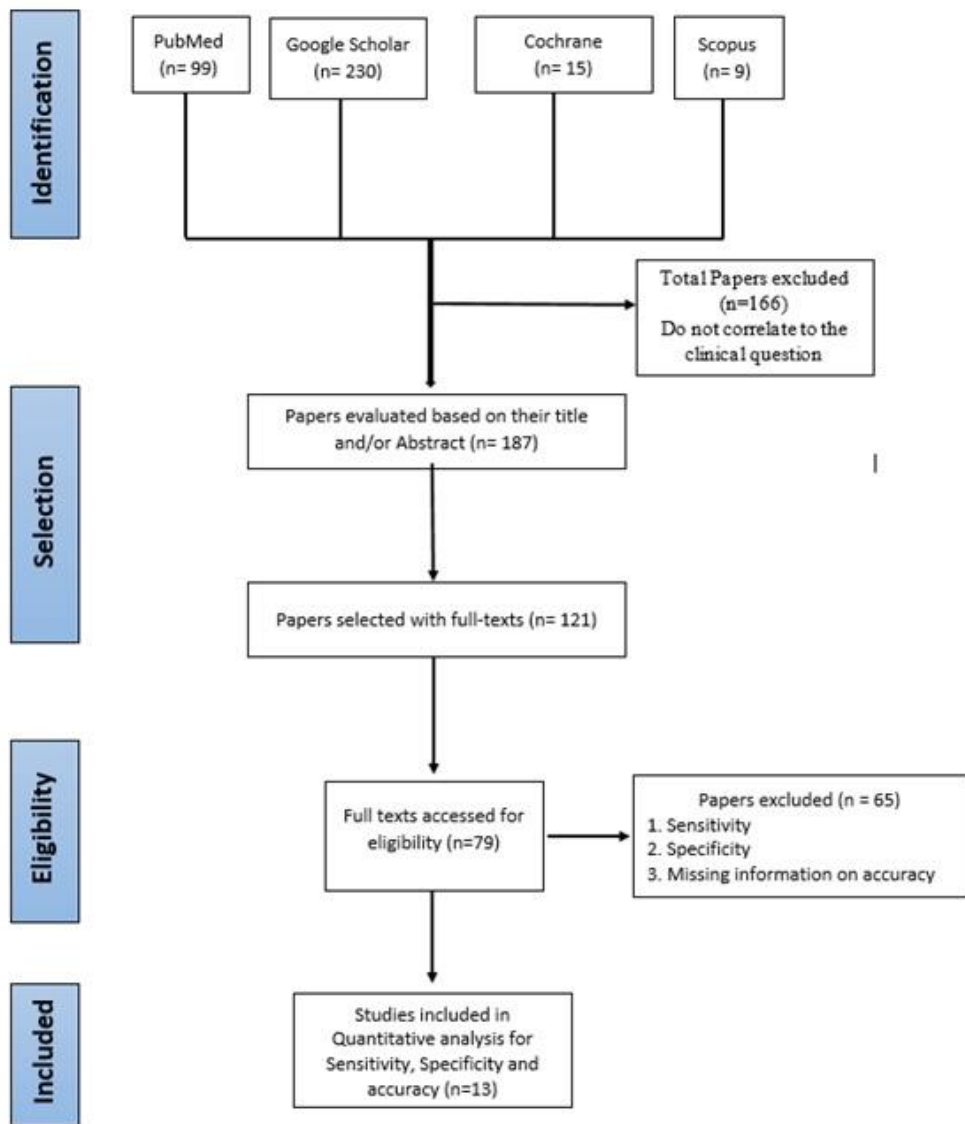 Identification
PubMed
(n= 99)
Google Scholar
(n= 230)
Cochrane
(n= 15)
Scopus
(n= 9)
Total Papers excluded
(n=166)
Do not correlate to the
clinical question
Selection
Papers evaluated based on their title
and/or Abstract (n= 187)
Papers selected with full-texts (n= 121)
Eligibility
Full texts accessed for
eligibility (n=79)
Papers excluded (n = 65)
1. Sensitivity
2. Specificity
3. Missing information on accuracy
Included
Studies included in
Quantitative analysis for
Sensitivity, Specificity and
accuracy (n=13)